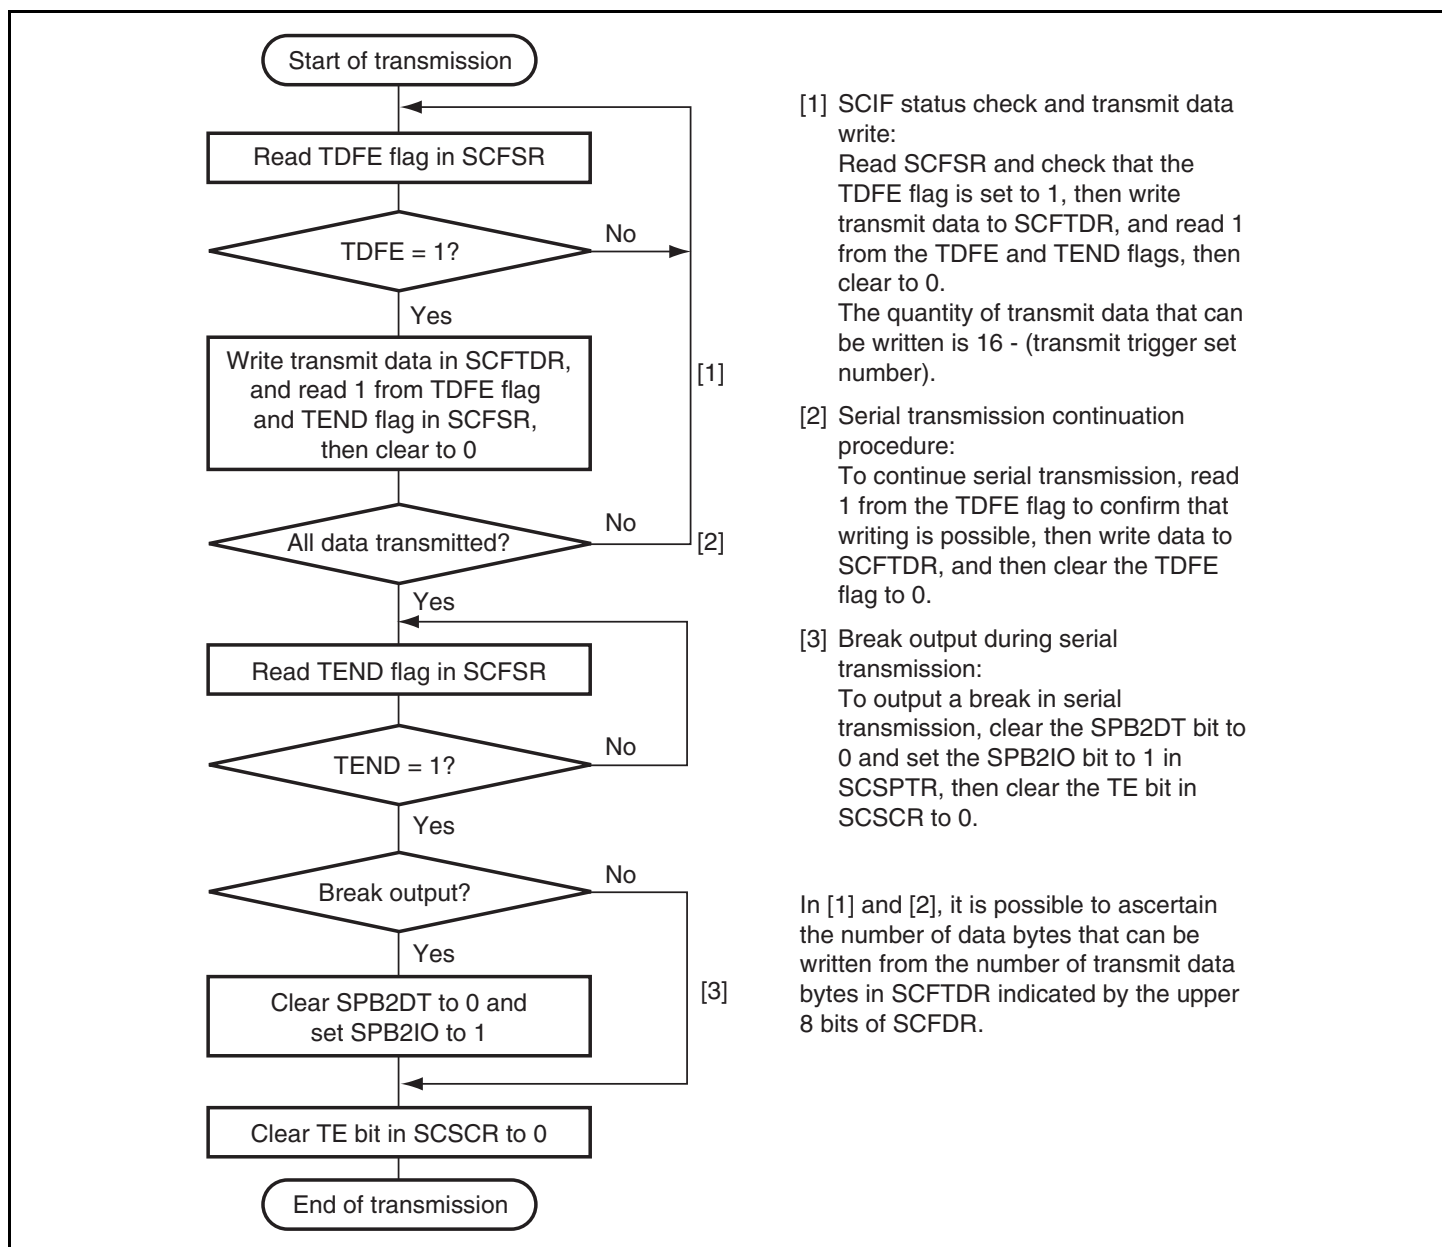 Start of transmission
Read TDFE flag in SCFSR
TDFE = 1?
No
Yes
Write transmit data in SCFTDR,
and read 1 from TDFE flag
and TEND flag in SCFSR,
then clear to 0
[1]
All data transmitted?
No
[2]
Yes
Read TEND flag in SCFSR
TEND = 1?
No
Yes
Break output?
No
Yes
Clear SPB2DT to 0 and
set SPB2IO to 1
[3]
Clear TE bit in SCSCR to 0
End of transmission
[1] SCIF status check and transmit data
write:
Read SCFSR and check that the
TDFE flag is set to 1, then write
transmit data to SCFTDR, and read 1
from the TDFE and TEND flags, then
clear to 0.
The quantity of transmit data that can
be written is 16 - (transmit trigger set
number).
[2] Serial transmission continuation
procedure:
To continue serial transmission, read
1 from the TDFE flag to confirm that
writing is possible, then write data to
SCFTDR, and then clear the TDFE
flag to 0.
[3] Break output during serial
transmission:
To output a break in serial
transmission, clear the SPB2DT bit to
0 and set the SPB2IO bit to 1 in
SCSPTR, then clear the TE bit in
SCSCR to 0.
In [1] and [2], it is possible to ascertain
the number of data bytes that can be
written from the number of transmit data
bytes in SCFTDR indicated by the upper
8 bits of SCFDR.